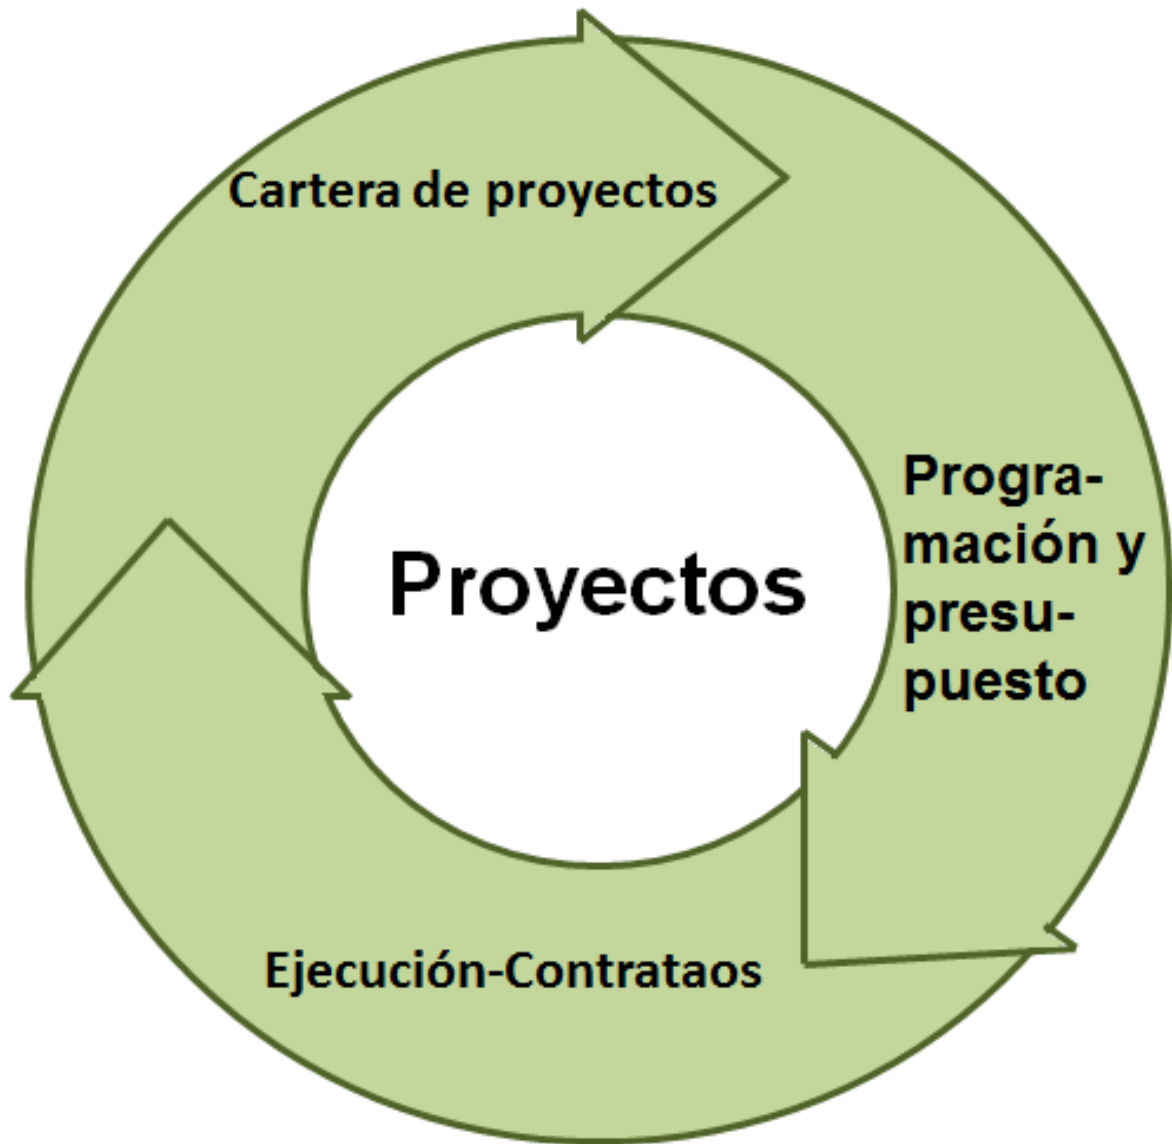 Cartera de proyectos
Progra-
mación y
presu-
puesto
Proyectos
Ejecución-Contrataos